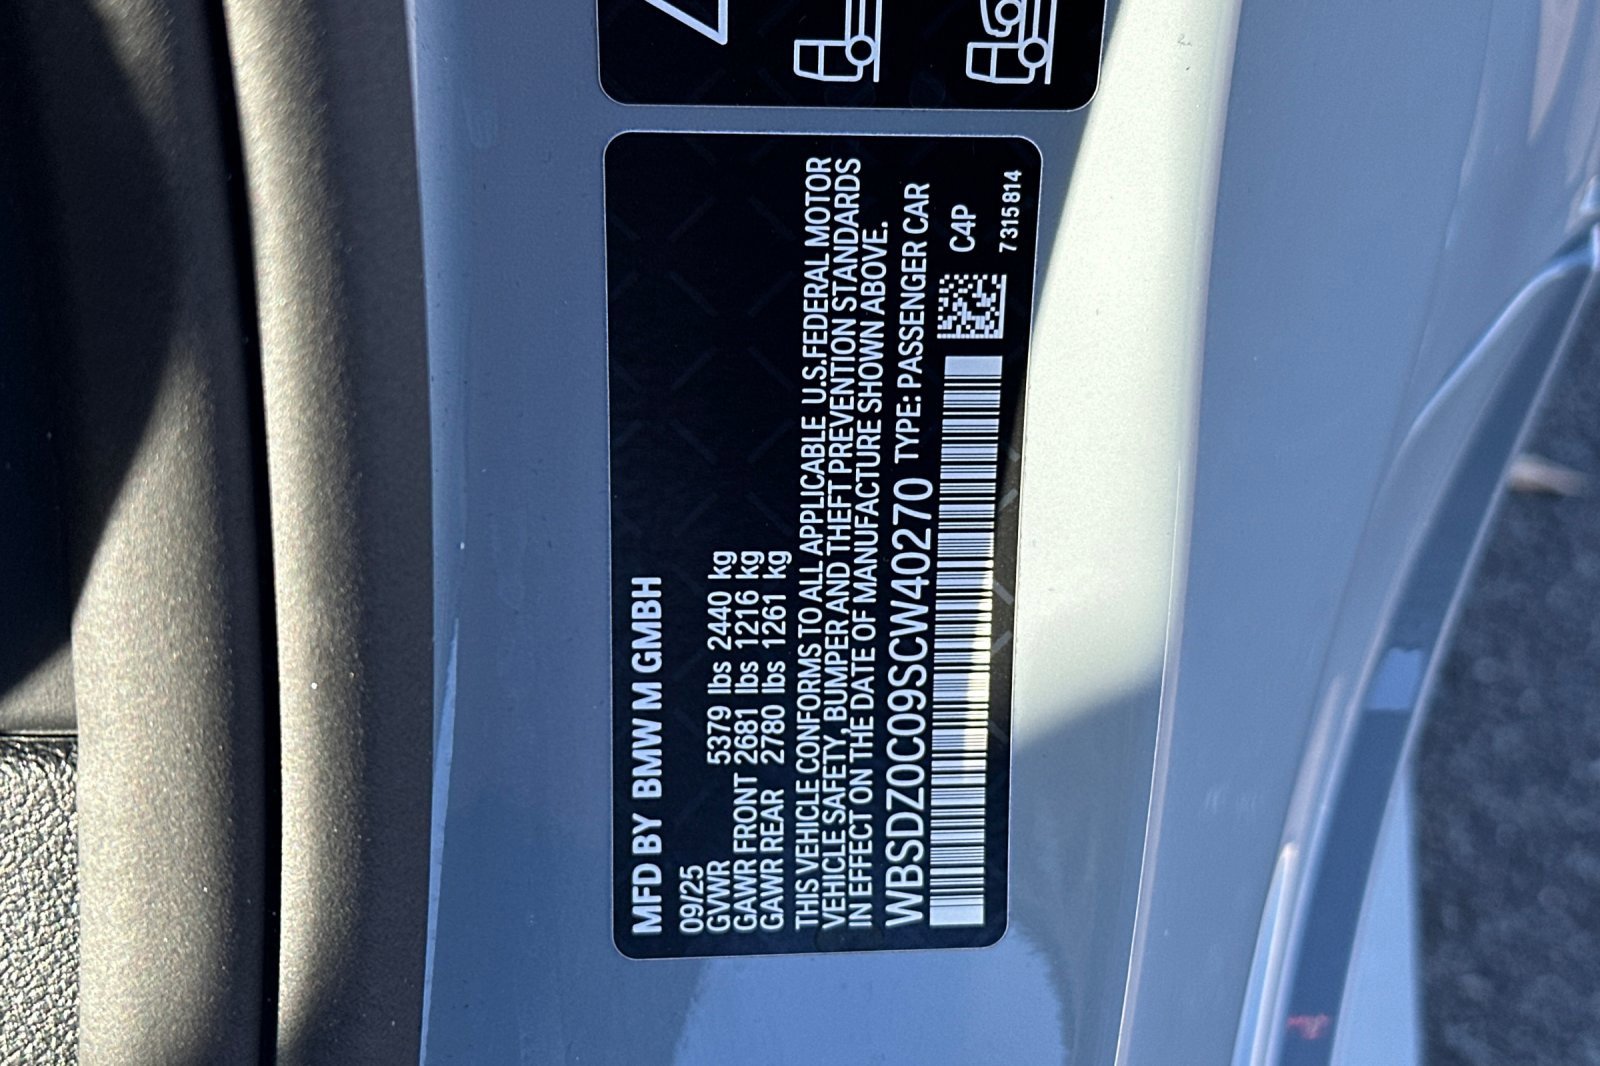 MFD BY BMW M GMBH
09/25
GVWR 5379 lbs 2440 kg
GAWR FRONT 2681 lbs 1216 kg
GAWR REAR 2780 lbs 1261 kg
THIS VEHICLE CONFORMS TO ALL APPLICABLE U.S.FEDERAL MOTOR
VEHICLE SAFETY, BUMPER AND THEFT PREVENTION STANDARDS
IN EFFECT ON THE DATE OF MANUFACTURE SHOWN ABOVE.
WBSDZ0C09SCW40270 TYPE: PASSENGER CAR
C4P
7315814